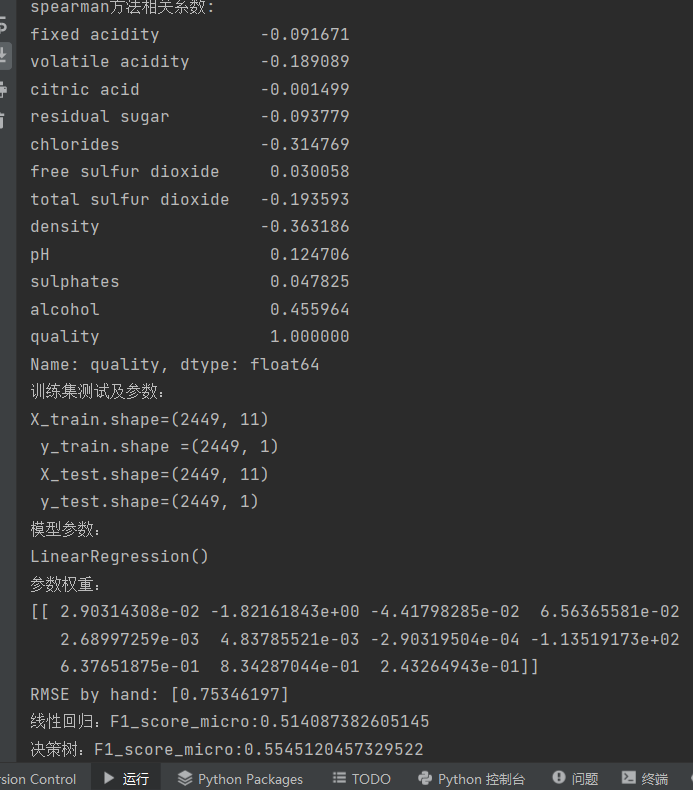 spearman方法相关系数:
fixed acidity          -0.091671
volatile acidity       -0.189089
citric acid            -0.001499
residual sugar         -0.093779
chlorides              -0.314769
free sulfur dioxide     0.030058
total sulfur dioxide   -0.193593
density                -0.363186
pH                      0.124706
sulphates               0.047825
alcohol                 0.455964
quality                 1.000000
Name: quality, dtype: float64
训练集测试及参数:
X_train.shape=(2449, 11)
 y_train.shape =(2449, 1)
 X_test.shape=(2449, 11)
 y_test.shape=(2449, 1)
模型参数:
LinearRegression()
参数权重:
[[ 2.90314308e-02 -1.82161843e+00 -4.41798285e-02  6.56365581e-02
   2.68997259e-03  4.83785521e-03 -2.90319504e-04 -1.13519173e+02
   6.37651875e-01  8.34287044e-01  2.43264943e-01]]
RMSE by hand: [0.75346197]
线性回归: F1_score_micro:0.514087382605145
决策树: F1_score_micro:0.5545120457329522
rsion Control 运行 Python Packages TODO Python 控制台 问题 终端